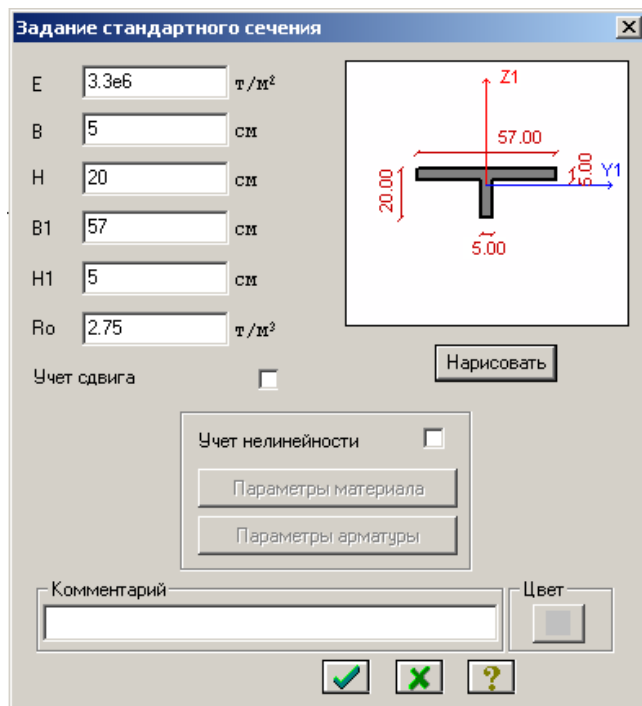 Задание стандартного сечения
E 3.3e6 т/м²
B 5 см
H 20 см
B1 57 см
H1 5 см
Ro 2.75 т/м³
Z1
57.00
20.00
5.00
Y1
5.00
Нарисовать
Учет сдвига
Учет нелинейности
Параметры материала
Параметры арматуры
Комментарий
Цвет
?